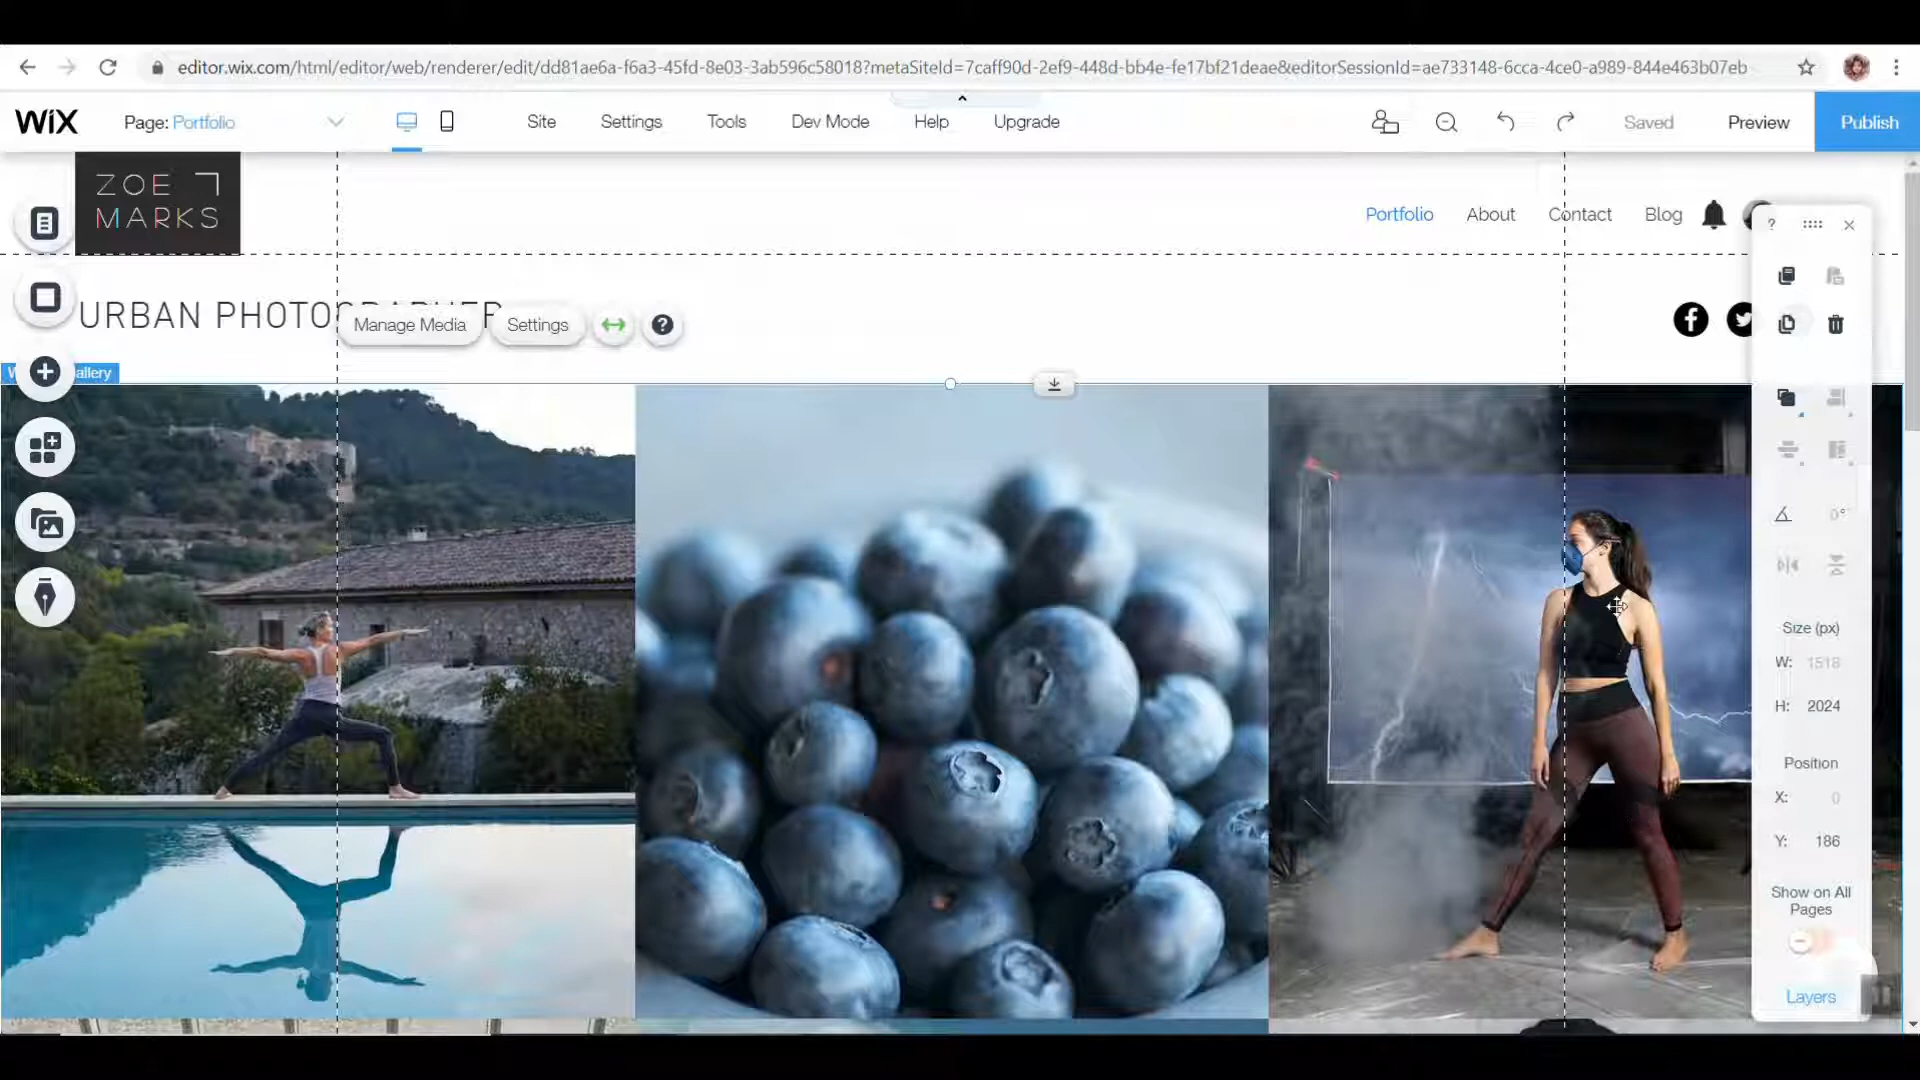 editor.wix.com/html/editor/web/renderer/edit/dd81ae6a-f6a3-45fd-8e03-3ab596c58018?metaSiteId=7caff90d-2ef9-448d-bb4e-fe17bf21deae&editorSessionId=ae733148-6cca-4ce0-a989-844e463b07eb
WiX Page: Portfolio Site Settings Tools Dev Mode Help Upgrade Saved Preview Publish
ZOE
MARKS
Portfolio About Contact Blog
?
URBAN PHOTOGRAPHER
Manage Media Settings ?
0°
Size (px)
W: 1518
H: 2024
Position
X: 0
Y: 186
Show on All
Pages
Layers